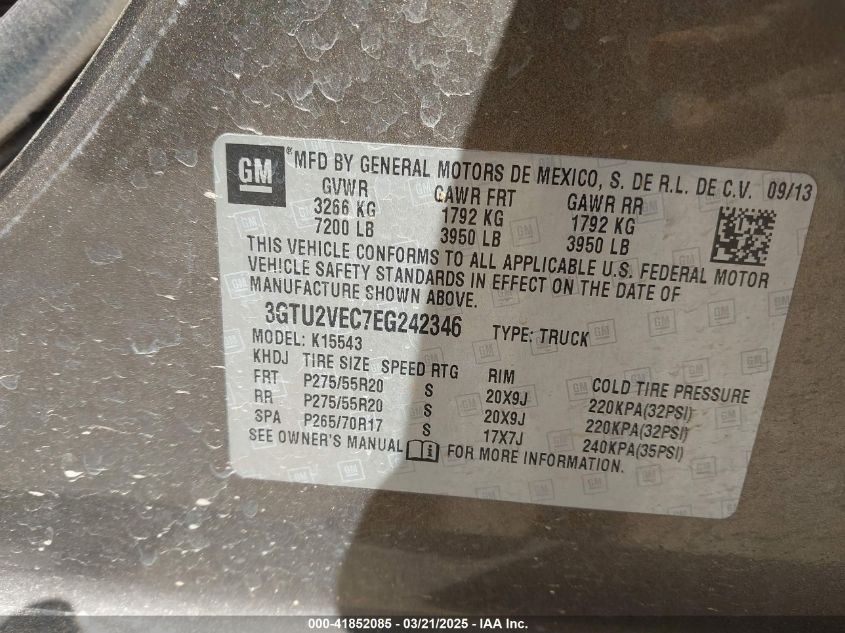 GM ® MFD BY GENERAL MOTORS DE MEXICO, S. DE R.L. DE C.V. 09/13
GVWR GAWR FRT GAWR RR
3266 KG 1792 KG 1792 KG
7200 LB 3950 LB 3950 LB
THIS VEHICLE CONFORMS TO ALL APPLICABLE U.S. FEDERAL MOTOR
VEHICLE SAFETY STANDARDS IN EFFECT ON THE DATE OF
MANUFACTURE SHOWN ABOVE.
3GTU2VEC7EG242346 TYPE: TRUCK
MODEL: K15543
KHDJ TIRE SIZE SPEED RTG RIM COLD TIRE PRESSURE
FRT P275/55R20 S 20X9J 220KPA(32PSI)
RR P275/55R20 S 20X9J 220KPA(32PSI)
SPA P265/70R17 S 17X7J 240KPA(35PSI)
SEE OWNER'S MANUAL FOR MORE INFORMATION.
000-41852085 - 03/21/2025 - IAA Inc.